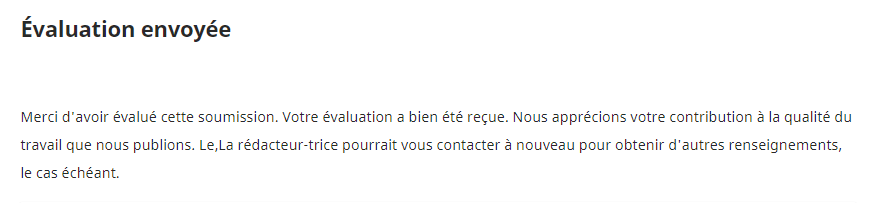 Évaluation envoyée
Merci d'avoir évalué cette soumission. Votre évaluation a bien été reçue. Nous apprécions votre contribution à la qualité du
travail que nous publions. Le,La rédacteur-trice pourrait vous contacter à nouveau pour obtenir d'autres renseignements,
le cas échéant.